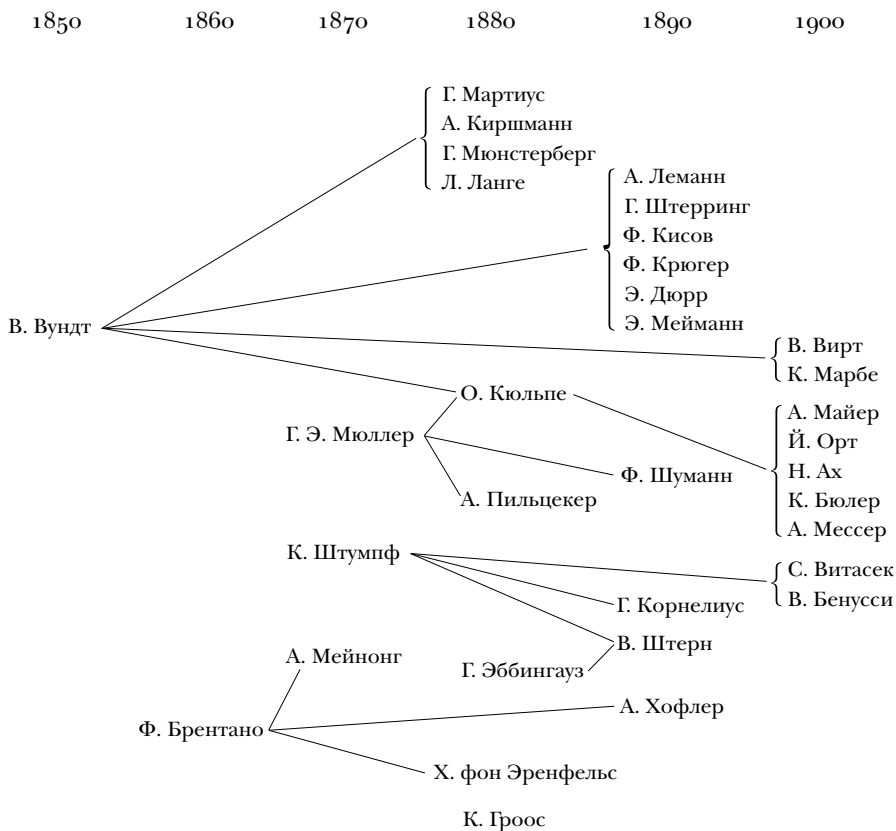 1850 1860 1870 1880 1890 1900
Г. Мартиус
А. Киршманн
Г. Мюнстерберг
Л. Ланге
А. Леманн
Г. Штерринг
Ф. Кисов
Ф. Крюгер
Э. Дюрр
Э. Мейманн
В. Вундт
В. Вирт
К. Марбе
О. Кюльпе
А. Майер
Й. Орт
Н. Ах
К. Бюлер
А. Мессер
Г. Э. Мюллер
Ф. Шуманн
А. Пильцекер
К. Штумпф
С. Витасек
В. Бенусси
Г. Корнелиус
В. Штерн
А. Мейнонг
Г. Эббингауз
А. Хофлер
Ф. Брентано
Х. фон Эренфельс
К. Гроос